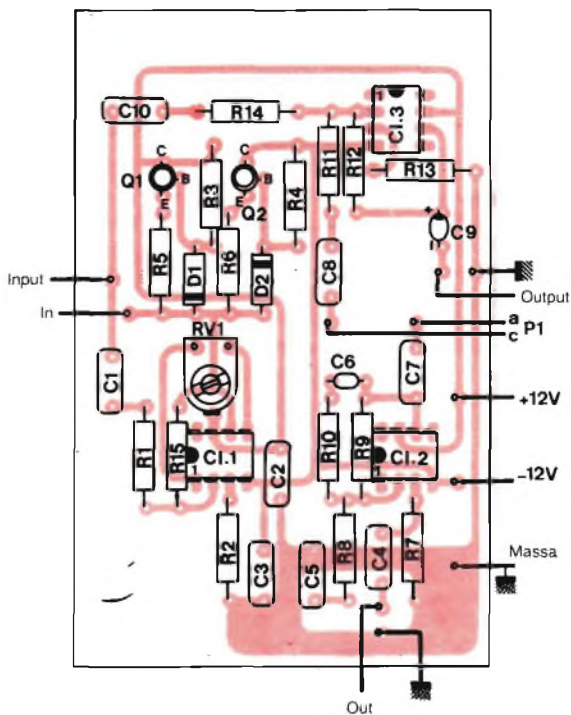 C10
R14
1
CI.3
C
Q1
B
E
R3
C
B
E
Q2
R4
R11
R12
R13
+
C9
R5
D1
R6
D2
C8
Input
In
Output
RV1
a
c
P1
C1
C6
C7
+12V
R1
R15
CI.1
1
C2
R10
R9
CI.2
1
-12V
R2
C3
C5
R8
C4
R7
Massa
Out